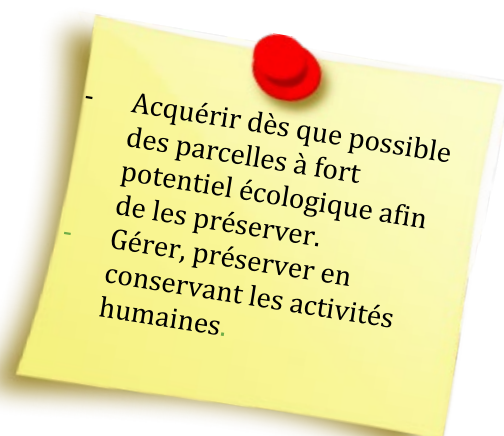 - Acquérir dès que possible
des parcelles à fort
potentiel écologique afin
de les préserver.
- Gérer, préserver en
conservant les activités
humaines.